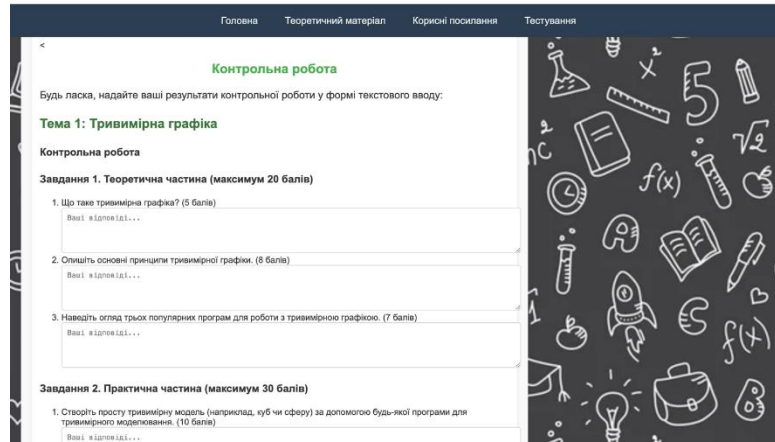 Головна Теоретичний матеріал Корисні посилання Тестування
<
Контрольна робота
Будь ласка, надайте ваші результати контрольної роботи у формі текстового вводу:
Тема 1: Тривимірна графіка
Контрольна робота
Завдання 1. Теоретична частина (максимум 20 балів)
1. Що таке тривимірна графіка? (5 балів)
Ваші відповіді...
2. Опишіть основні принципи тривимірної графіки. (8 балів)
Ваші відповіді...
3. Наведіть огляд трьох популярних програм для роботи з тривимірною графікою. (7 балів)
Ваші відповіді...
Завдання 2. Практична частина (максимум 30 балів)
1. Створіть просту тривимірну модель (наприклад, куб чи сферу) за допомогою будь-якої програми для
тривимірного моделювання. (10 балів)
Ваші відповіді...
x²
5
2
√2
f(x)
A
B
Є
f(x)